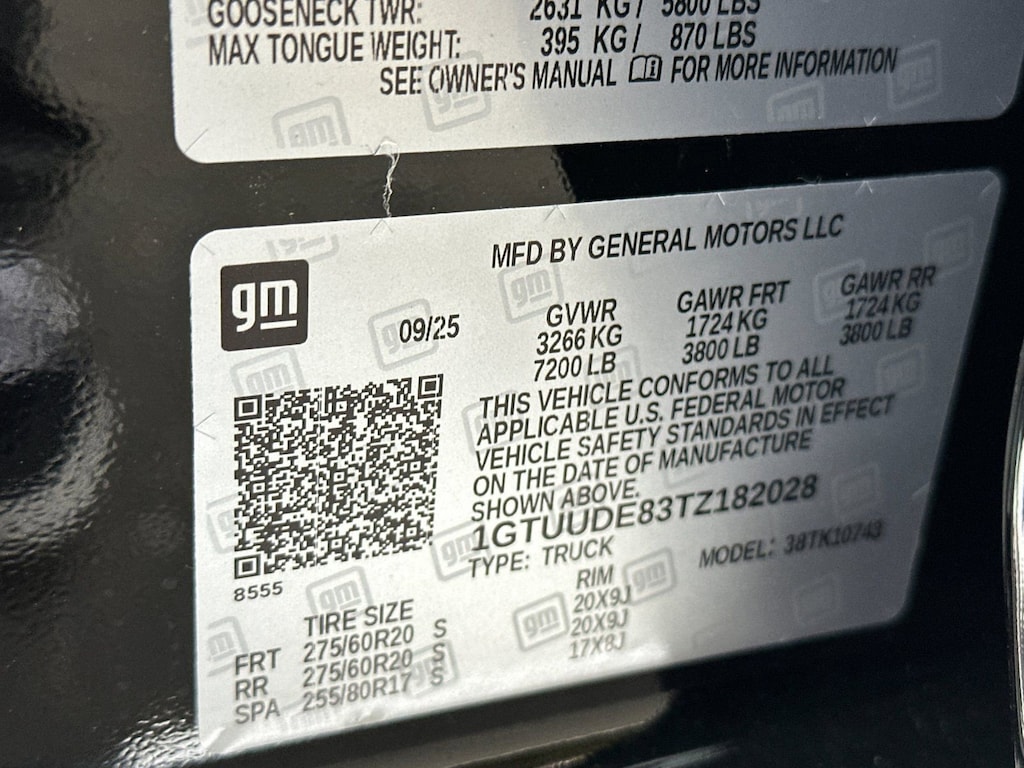 GOOSENECK TWR: 2631 KG/ 5800 LBS
MAX TONGUE WEIGHT: 395 KG/ 870 LBS
SEE OWNER'S MANUAL FOR MORE INFORMATION
MFD BY GENERAL MOTORS LLC
gm
09/25
GVWR GAWR FRT GAWR RR
3266 KG 1724 KG 1724 KG
7200 LB 3800 LB 3800 LB
THIS VEHICLE CONFORMS TO ALL
APPLICABLE U.S. FEDERAL MOTOR
VEHICLE SAFETY STANDARDS IN EFFECT
ON THE DATE OF MANUFACTURE
SHOWN ABOVE.
1GTUUDE83TZ182028
TYPE: TRUCK MODEL: 38TK10743
8555
TIRE SIZE RIM
FRT 275/60R20 S 20X9J
RR 275/60R20 S 20X9J
SPA 255/80R17 S 17X8J